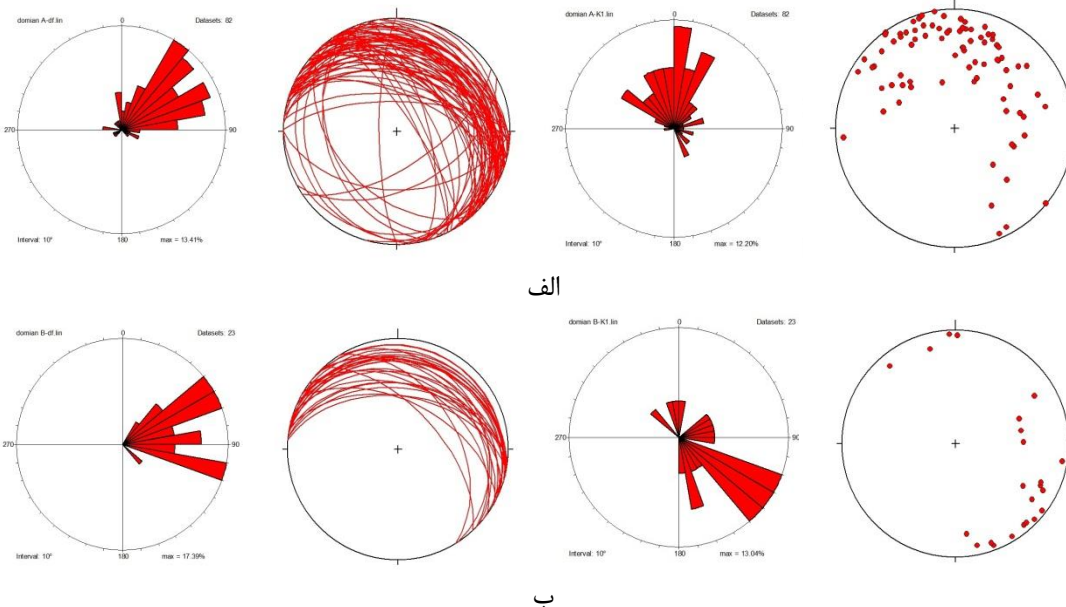 domian A-df.lin 0 Datasets: 82
270 90
Interval: 10° 180 max = 13.41%
domian A-K1.lin 0 Datasets: 82
270 90
Interval: 10° 180 max = 12.20%
الف
domian B-df.lin 0 Datasets: 23
270 90
Interval: 10° 180 max = 17.39%
domian B-K1.lin 0 Datasets: 23
270 90
Interval: 10° 180 max = 13.04%
ب